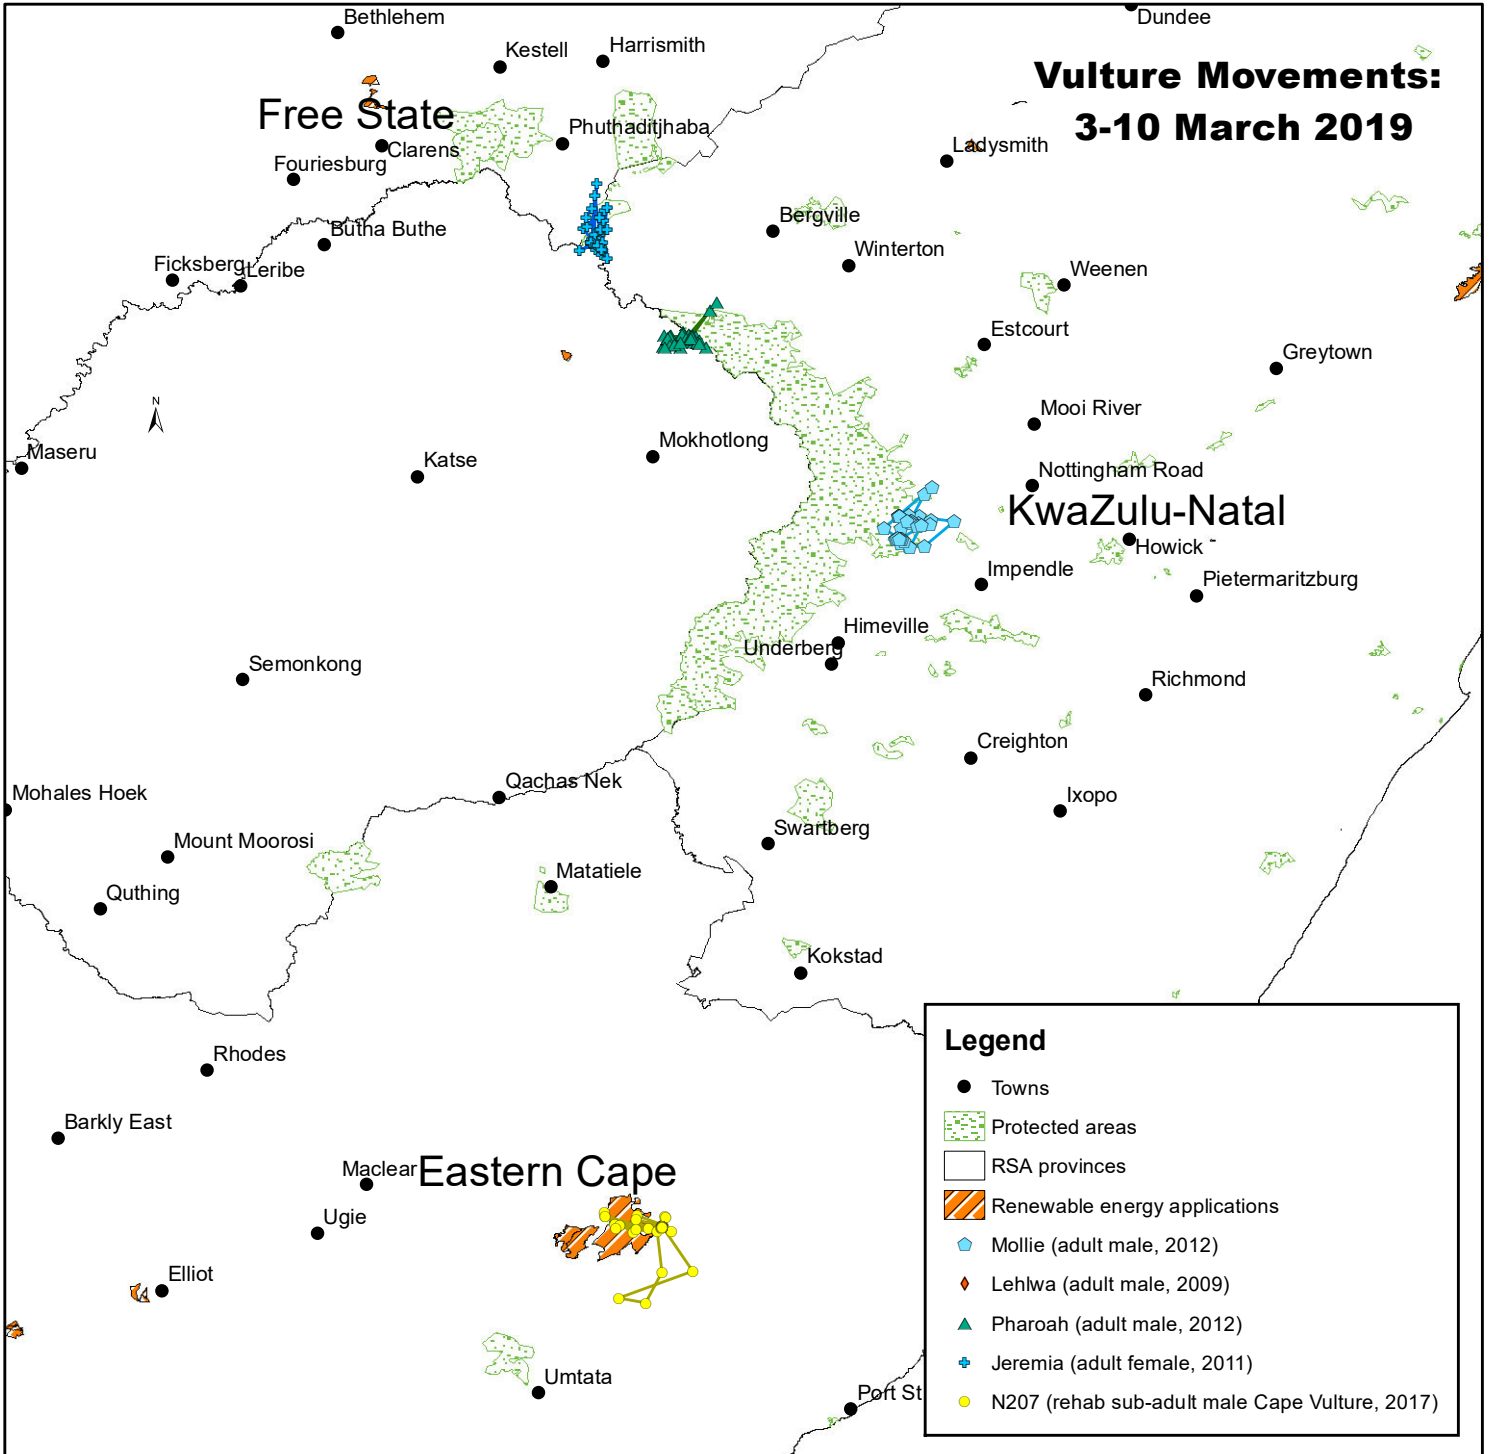 Bethlehem
Dundee
Kestell
Harrismith
Vulture Movements:
3-10 March 2019
Free State
Phuthaditjhaba
Clarens
Ladysmith
Fouriesburg
Bergville
Butha Buthe
Winterton
Ficksberg
Leribe
Weenen
Estcourt
Greytown
N
Mooi River
Maseru
Mokhotlong
Katse
Nottingham Road
KwaZulu-Natal
Howick
Impendle
Pietermaritzburg
Himeville
Underberg
Semonkong
Richmond
Creighton
Qachas Nek
Mohales Hoek
Ixopo
Swartberg
Mount Moorosi
Matatiele
Quthing
Kokstad
Rhodes
Barkly East
Maclear
Eastern Cape
Ugie
Elliot
Umtata
Port St
Legend
Towns
Protected areas
RSA provinces
Renewable energy applications
Mollie (adult male, 2012)
Lehlwa (adult male, 2009)
Pharoah (adult male, 2012)
Jeremia (adult female, 2011)
N207 (rehab sub-adult male Cape Vulture, 2017)